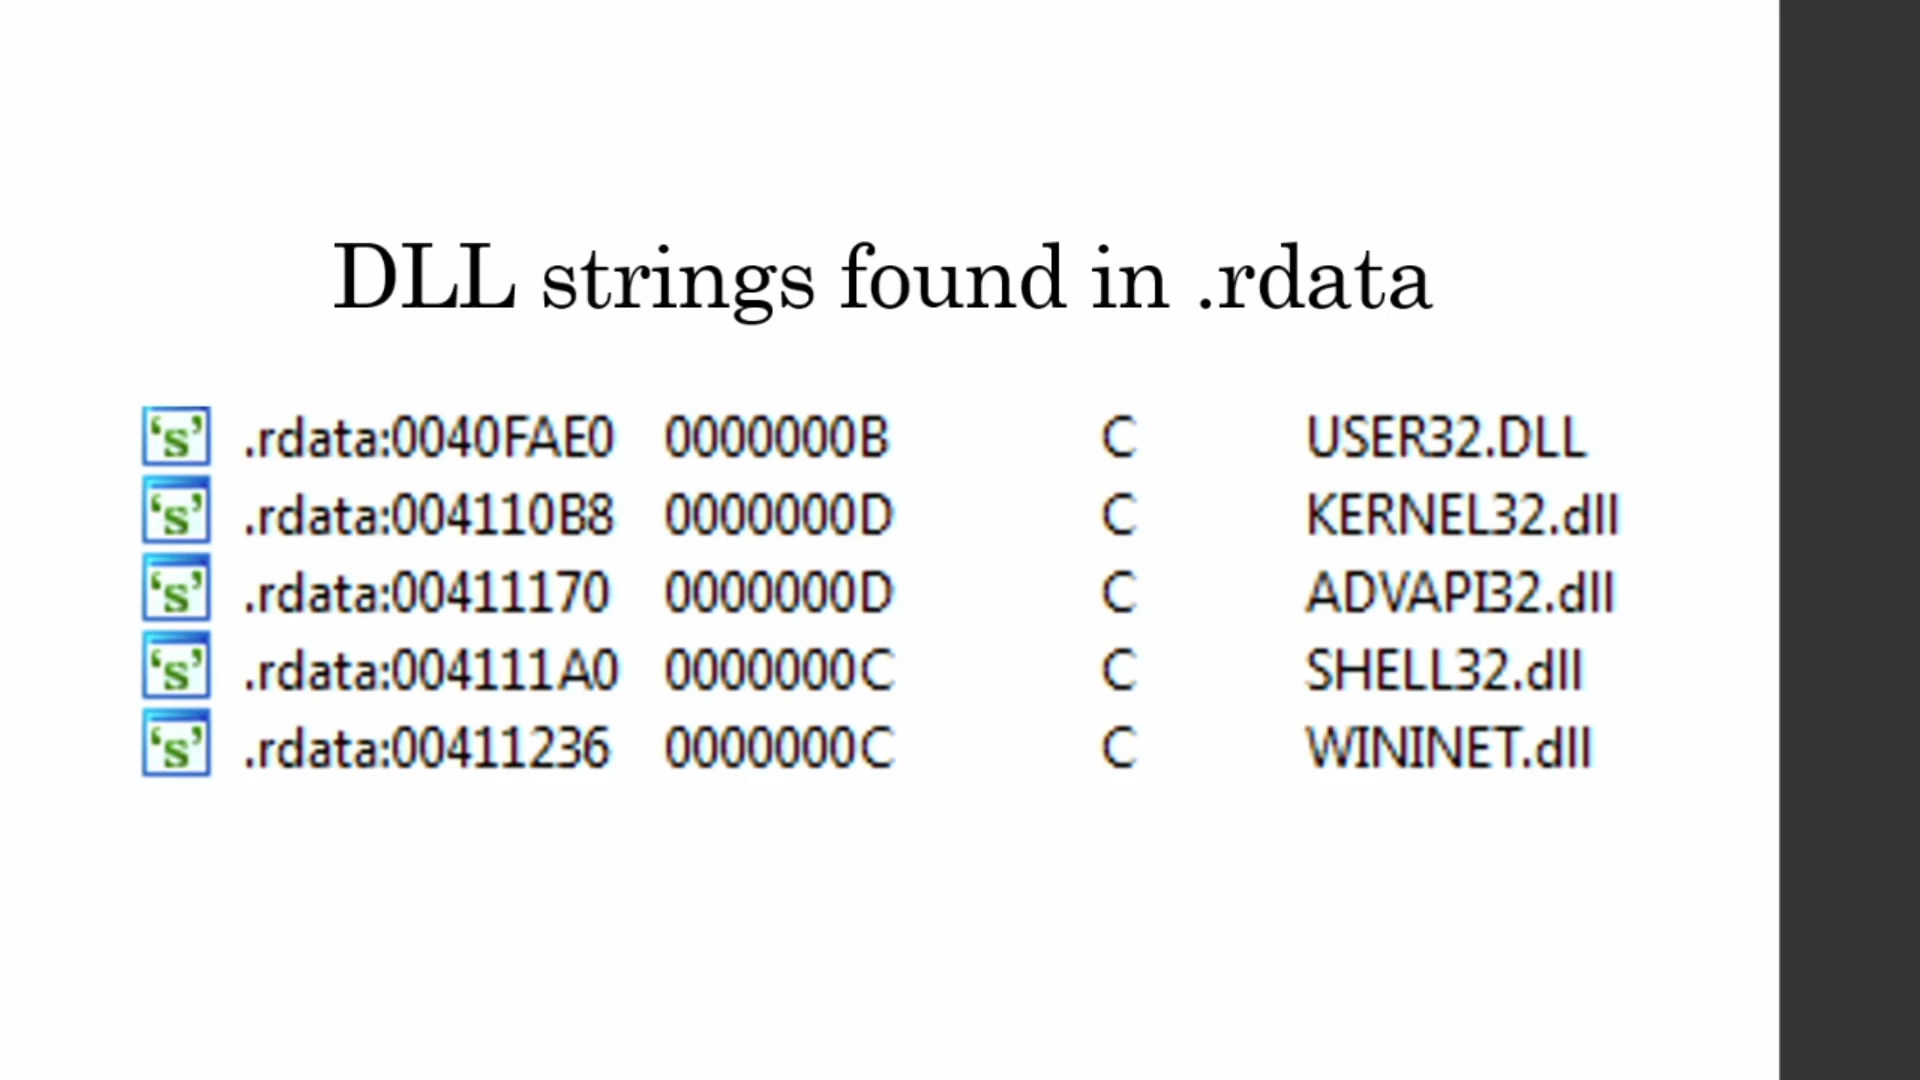 DLL strings found in .rdata
's' .rdata:0040FAE0 0000000B C USER32.DLL
's' .rdata:004110B8 0000000D C KERNEL32.dll
's' .rdata:00411170 0000000D C ADVAPI32.dll
's' .rdata:004111A0 0000000C C SHELL32.dll
's' .rdata:00411236 0000000C C WININET.dll